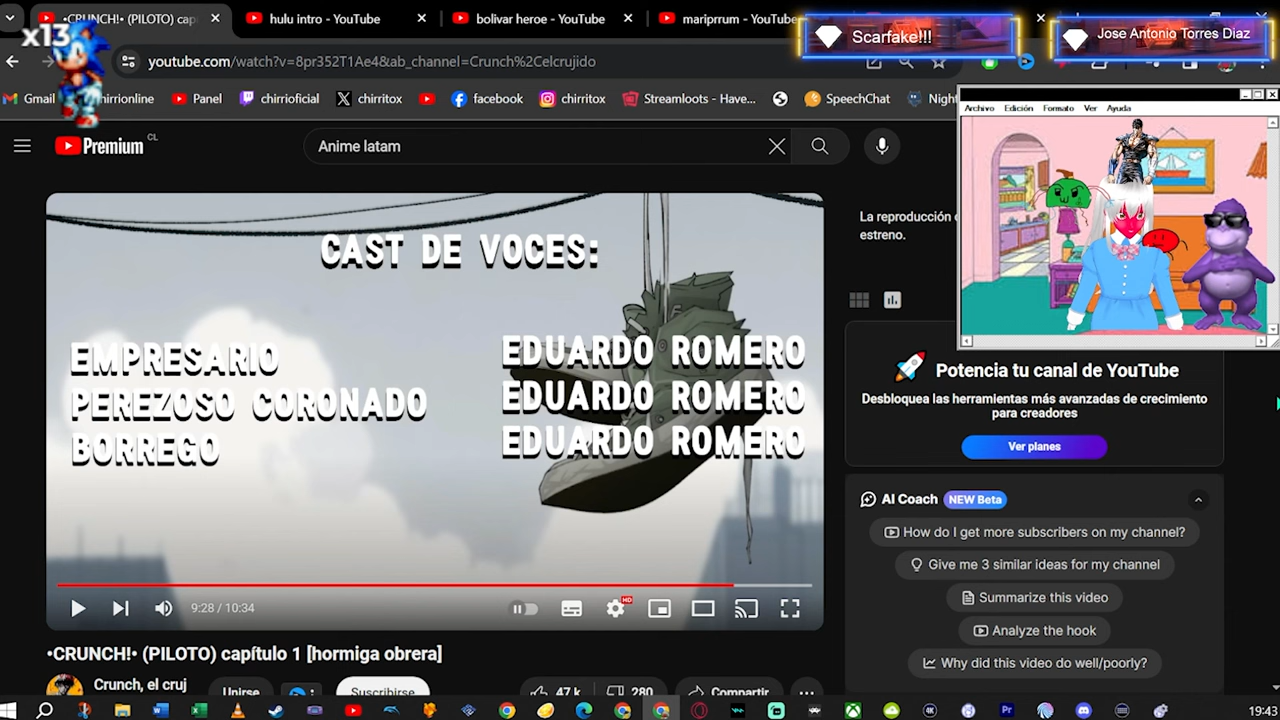 x13
•CRUNCH!• (PILOTO) cap
hulu intro - YouTube
bolivar heroe - YouTube
mariprrum - YouTube
Scarfake!!!
Jose Antonio Torres Diaz
youtube.com/watch?v=8pr352T1Ae4&ab_channel=Crunch%2Celcrujido
Gmail
chirrionline
Panel
chirrioficial
chirritox
facebook
chirritox
Streamloots - Have...
SpeechChat
Nigh
Archivo Edición Formato Ver Ayuda
Premium CL
Anime latam
La reproducción
estreno.
CAST DE VOCES:
EMPRESARIO EDUARDO ROMERO
PEREZOSO CORONADO EDUARDO ROMERO
BORREGO EDUARDO ROMERO
9:28 / 10:34
HD
Potencia tu canal de YouTube
Desbloquea las herramientas más avanzadas de crecimiento
para creadores
Ver planes
AI Coach NEW Beta
How do I get more subscribers on my channel?
Give me 3 similar ideas for my channel
Summarize this video
Analyze the hook
Why did this video do well/poorly?
•CRUNCH!• (PILOTO) capítulo 1 [hormiga obrera]
Crunch, el cruj
Unirse
Suscribirse
47 k
280
Compartir
19:43